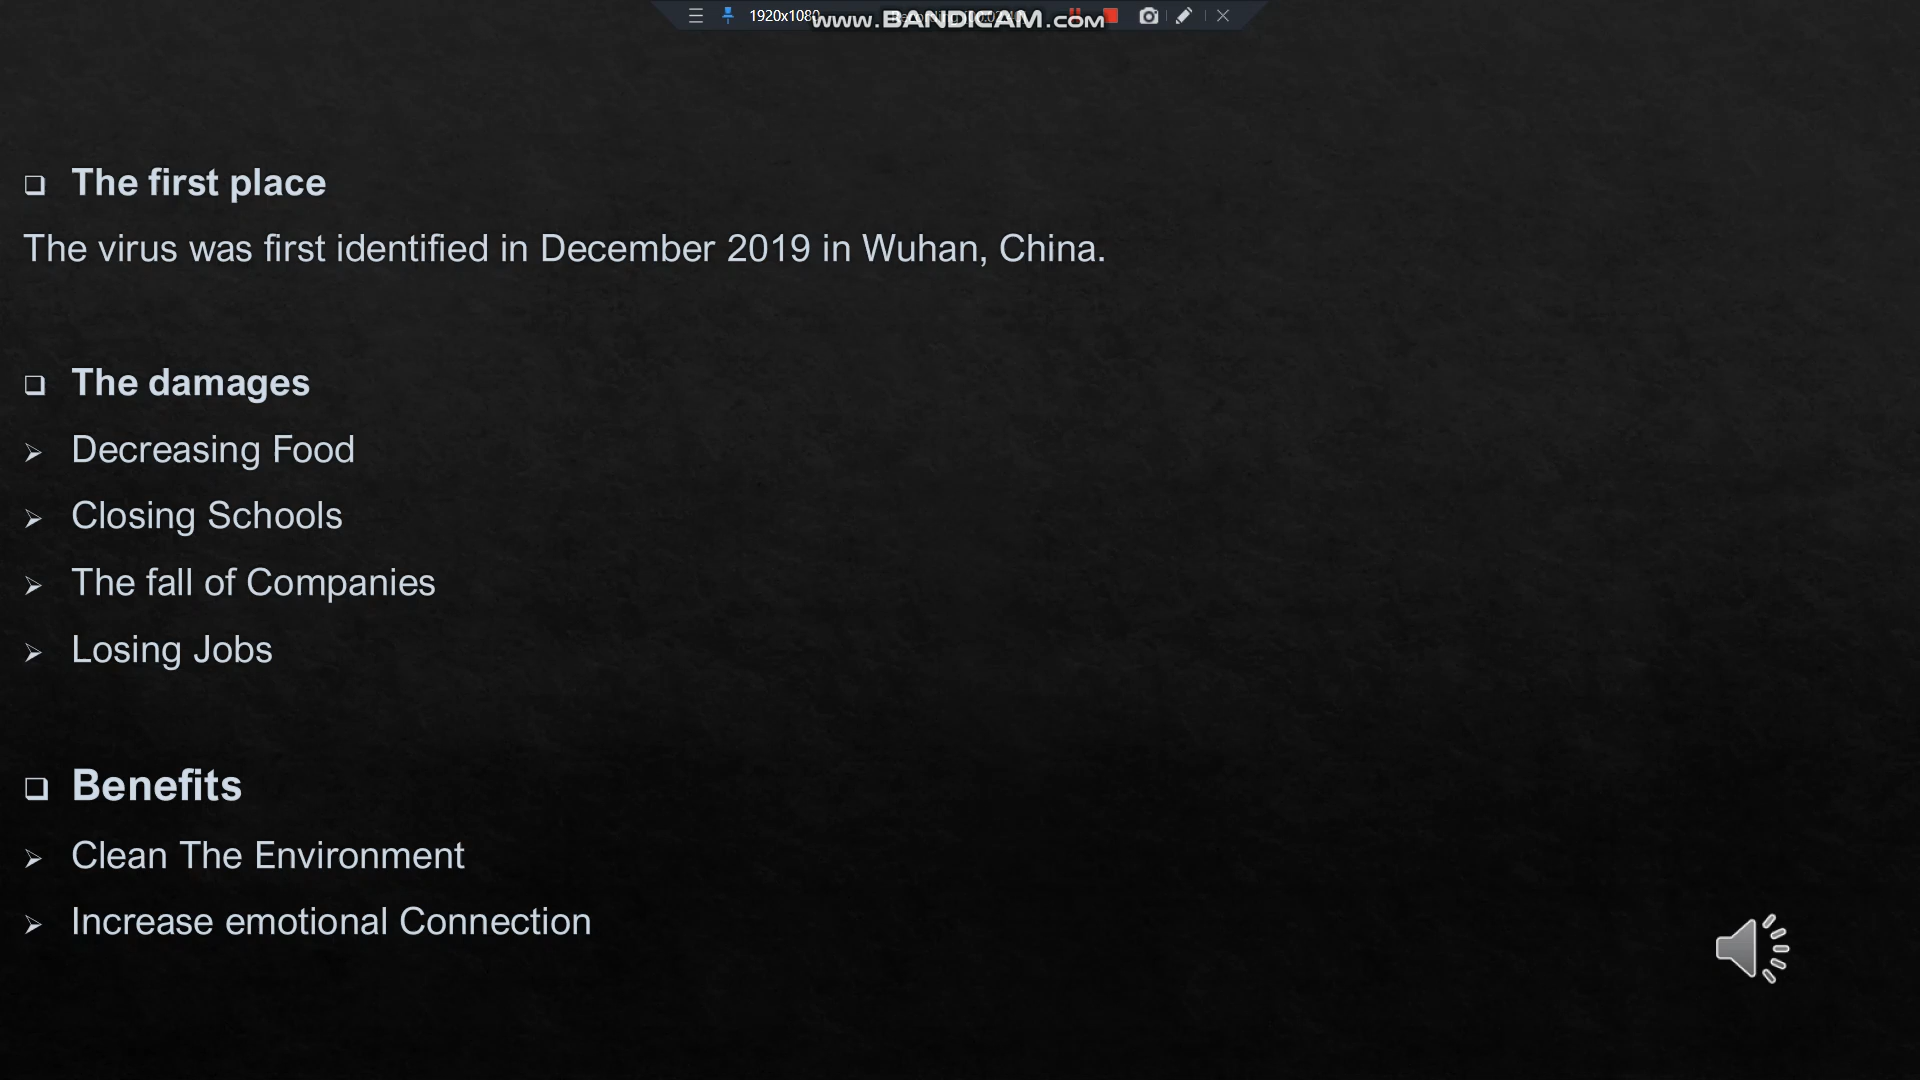 1920x1080
www.BANDICAM.com
The first place
The virus was first identified in December 2019 in Wuhan, China.
The damages
Decreasing Food
Closing Schools
The fall of Companies
Losing Jobs
Benefits
Clean The Environment
Increase emotional Connection